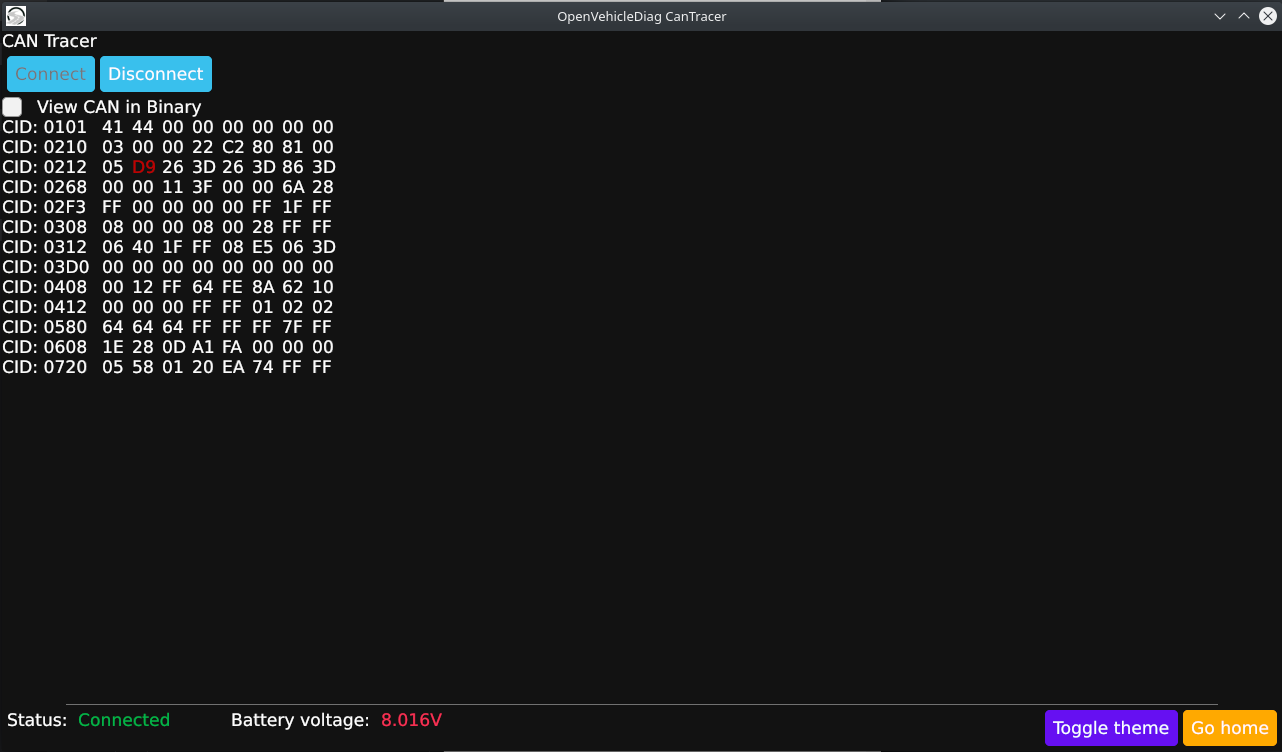 OpenVehicleDiag CanTracer
CAN Tracer
Connect Disconnect
View CAN in Binary
CID: 0101 41 44 00 00 00 00 00 00
CID: 0210 03 00 00 22 C2 80 81 00
CID: 0212 05 D9 26 3D 26 3D 86 3D
CID: 0268 00 00 11 3F 00 00 6A 28
CID: 02F3 FF 00 00 00 00 FF 1F FF
CID: 0308 08 00 00 08 00 28 FF FF
CID: 0312 06 40 1F FF 08 E5 06 3D
CID: 03D0 00 00 00 00 00 00 00 00
CID: 0408 00 12 FF 64 FE 8A 62 10
CID: 0412 00 00 00 FF FF 01 02 02
CID: 0580 64 64 64 FF FF FF 7F FF
CID: 0608 1E 28 0D A1 FA 00 00 00
CID: 0720 05 58 01 20 EA 74 FF FF
Status: Connected Battery voltage: 8.016V
Toggle theme Go home